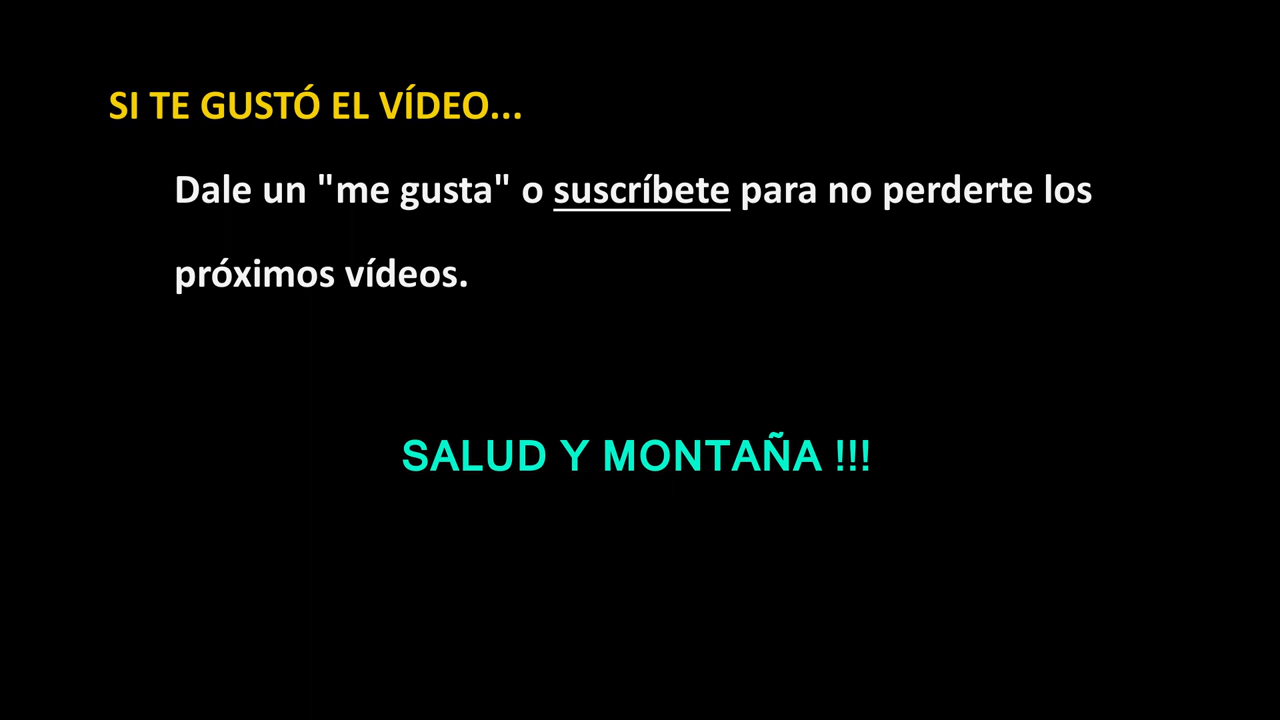 SI TE GUSTÓ EL VÍDEO...
Dale un "me gusta" o suscríbete para no perderte los
próximos vídeos.
SALUD Y MONTAÑA !!!